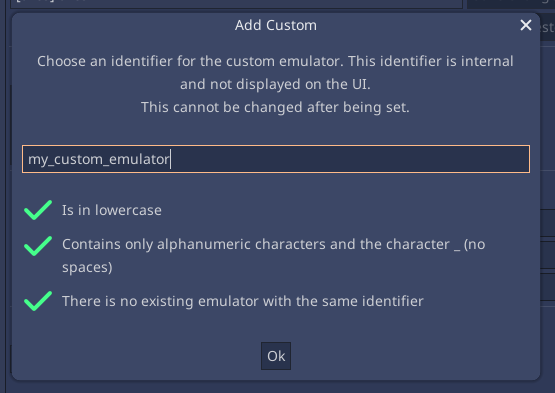 Add Custom
Choose an identifier for the custom emulator. This identifier is internal
and not displayed on the UI.
This cannot be changed after being set.
my_custom_emulator
Is in lowercase
Contains only alphanumeric characters and the character _ (no
spaces)
There is no existing emulator with the same identifier
Ok